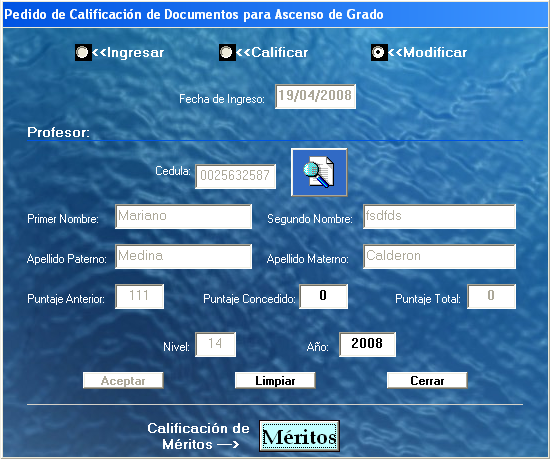 Pedido de Calificación de Documentos para Ascenso de Grado
<<Ingresar <<Calificar <<Modificar
Fecha de Ingreso: 19/04/2008
Profesor:
Cedula: 0025632587
Primer Nombre: Mariano Segundo Nombre: fsdfds
Apellido Paterno: Medina Apellido Materno: Calderon
Puntaje Anterior: 111 Puntaje Concedido: 0 Puntaje Total: 0
Nivel: 14 Año: 2008
Aceptar Limpiar Cerrar
Calificación de
Méritos --> Méritos